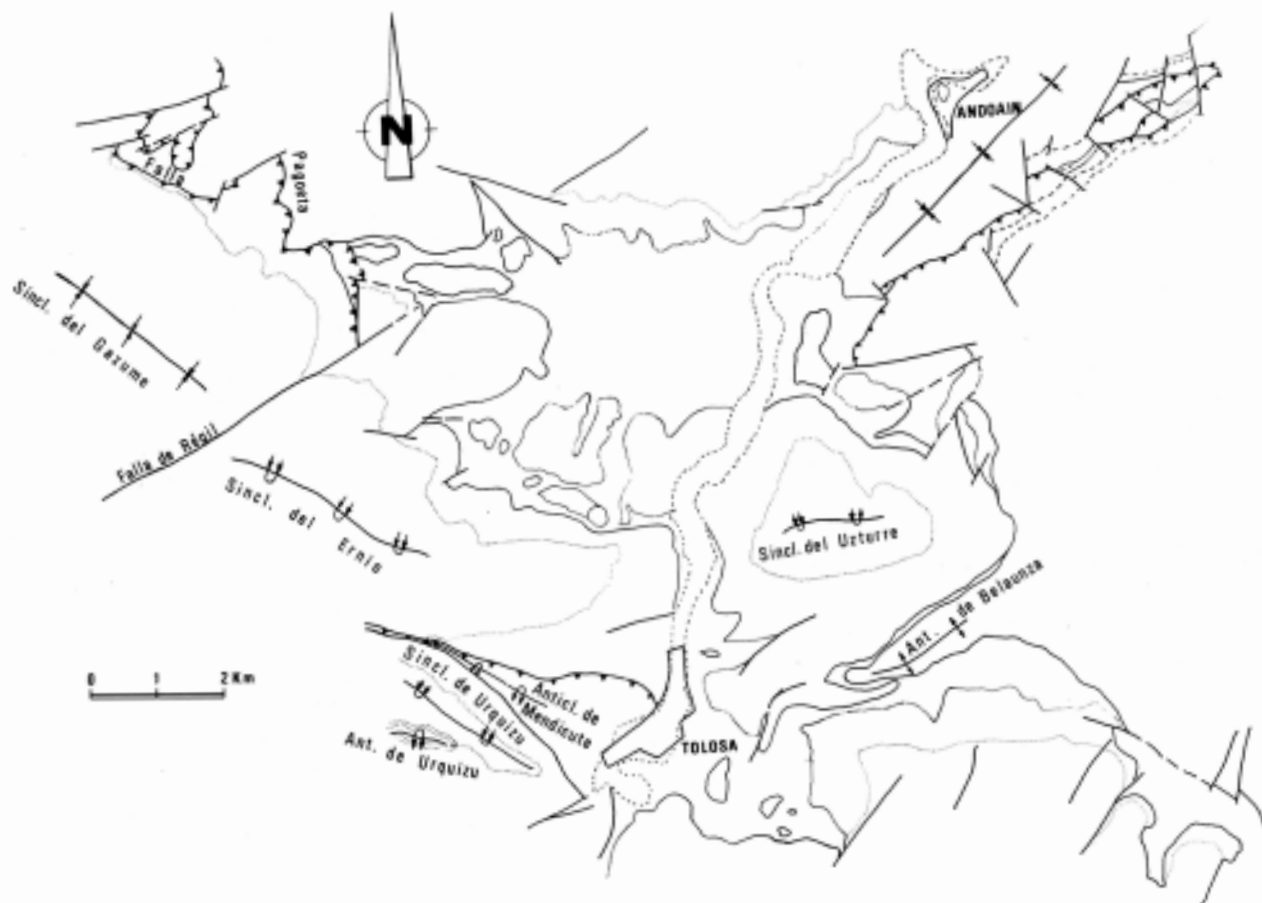 N
ANDOAIN
Falla
Pagoeta
Sincl. del Gazume
Falla de Régil
Sincl. del Ernio
Sincl. del Uzturre
Ant. de Belaunza
0 1 2 Km
Sincl. de Urquizu
Anticl. de
Mendicute
Ant. de Urquizu
TOLOSA